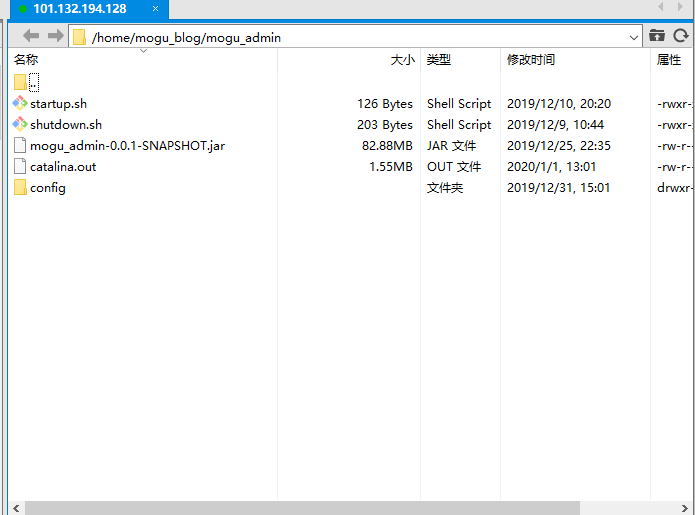 101.132.194.128
/home/mogu_blog/mogu_admin
名称 大小 类型 修改时间 属性
..
startup.sh 126 Bytes Shell Script 2019/12/10, 20:20 -rwxr-
shutdown.sh 203 Bytes Shell Script 2019/12/9, 10:44 -rwxr-
mogu_admin-0.0.1-SNAPSHOT.jar 82.88MB JAR 文件 2019/12/25, 22:35 -rw-r--
catalina.out 1.55MB OUT 文件 2020/1/1, 13:01 -rw-r--
config 文件夹 2019/12/31, 15:01 drwxr-